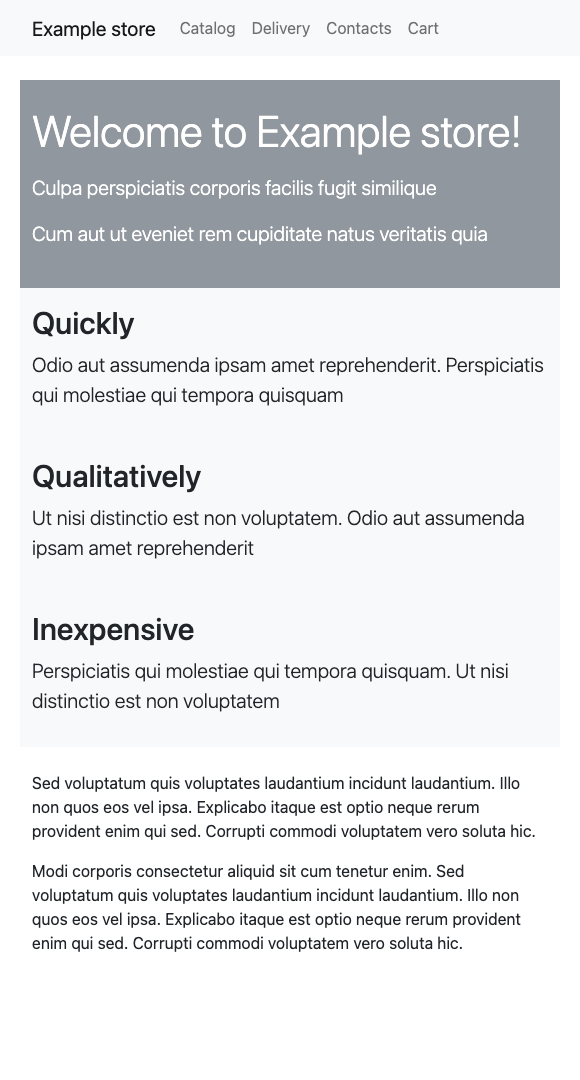 Example store Catalog Delivery Contacts Cart
Welcome to Example store!
Culpa perspiciatis corporis facilis fugit similique
Cum aut ut eveniet rem cupiditate natus veritatis quia
Quickly
Odio aut assumenda ipsam amet reprehenderit. Perspiciatis
qui molestiae qui tempora quisquam
Qualitatively
Ut nisi distinctio est non voluptatem. Odio aut assumenda
ipsam amet reprehenderit
Inexpensive
Perspiciatis qui molestiae qui tempora quisquam. Ut nisi
distinctio est non voluptatem
Sed voluptatum quis voluptates laudantium incidunt laudantium. Illo
non quos eos vel ipsa. Explicabo itaque est optio neque rerum
provident enim qui sed. Corrupti commodi voluptatem vero soluta hic.
Modi corporis consectetur aliquid sit cum tenetur enim. Sed
voluptatum quis voluptates laudantium incidunt laudantium. Illo non
quos eos vel ipsa. Explicabo itaque est optio neque rerum provident
enim qui sed. Corrupti commodi voluptatem vero soluta hic.